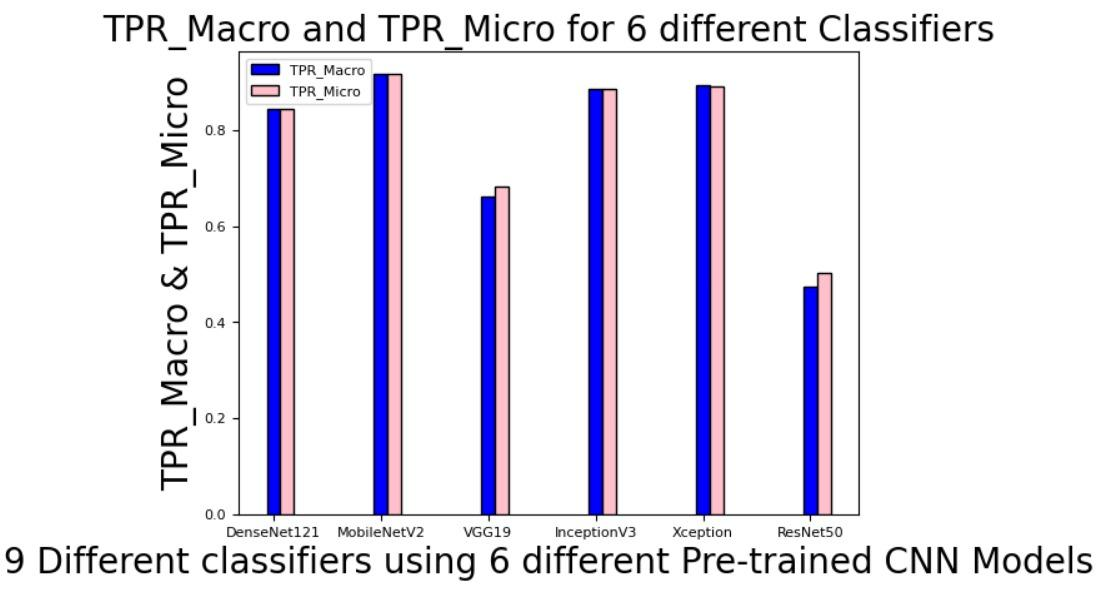 TPR_Macro and TPR_Micro for 6 different Classifiers
TPR_Macro & TPR_Micro
TPR_Macro
TPR_Micro
0.8
0.6
0.4
0.2
0.0
DenseNet121 MobileNetV2 VGG19 InceptionV3 Xception ResNet50
9 Different classifiers using 6 different Pre-trained CNN Models